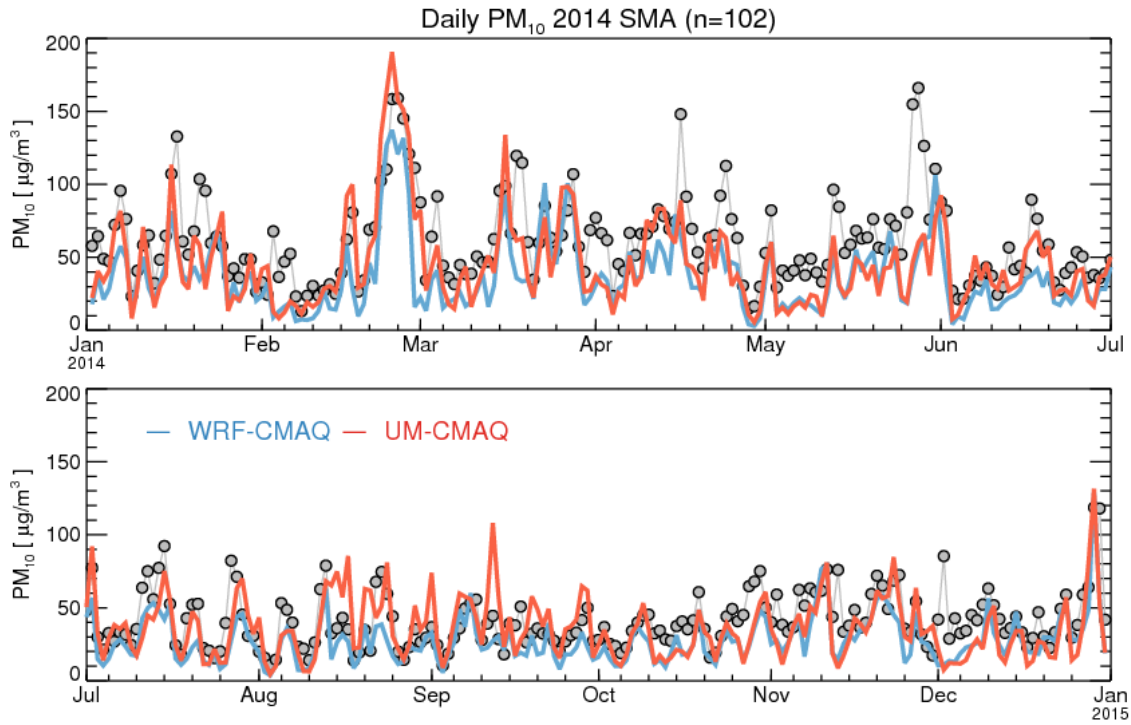 Daily PM₁₀ 2014 SMA (n=102)
200
150
100
50
0
PM₁₀ [ μg/m³ ]
Jan Feb Mar Apr May Jun Jul
2014
200
150
100
50
0
PM₁₀ [ μg/m³ ]
— WRF-CMAQ — UM-CMAQ
Jul Aug Sep Oct Nov Dec Jan
2015